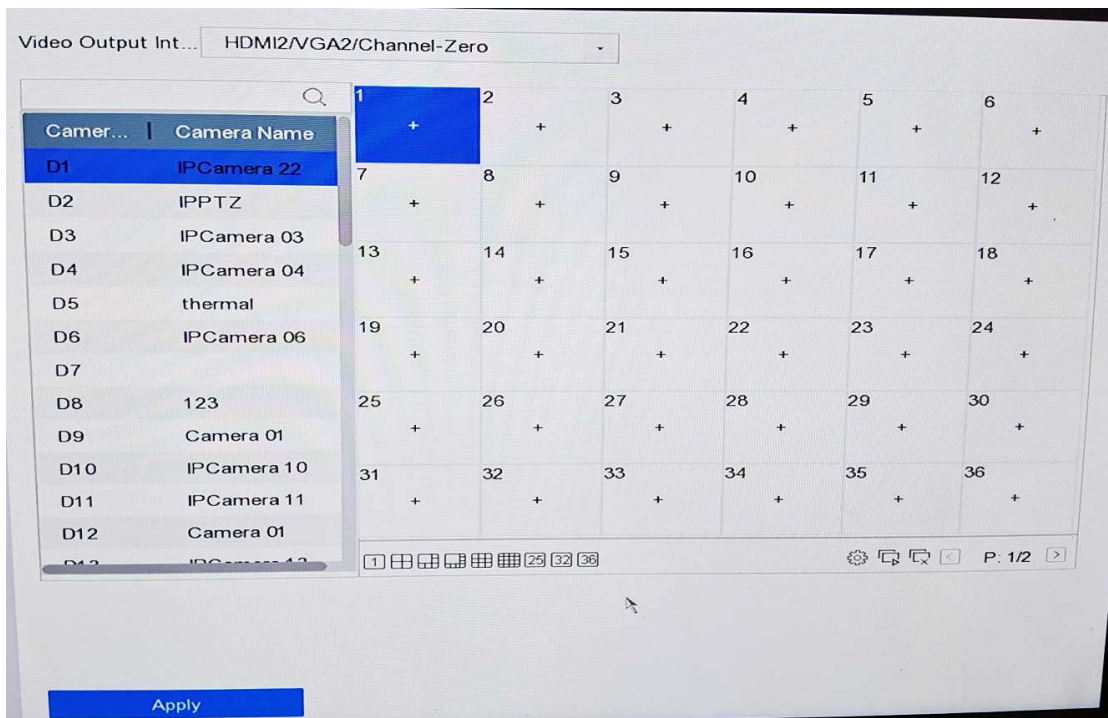 Video Output Int... HDMI2/VGA2/Channel-Zero
Camer... Camera Name
D1 IPCamera 22
D2 IPPTZ
D3 IPCamera 03
D4 IPCamera 04
D5 thermal
D6 IPCamera 06
D7
D8 123
D9 Camera 01
D10 IPCamera 10
D11 IPCamera 11
D12 Camera 01
1 2 3 4 5 6
7 8 9 10 11 12
13 14 15 16 17 18
19 20 21 22 23 24
25 26 27 28 29 30
31 32 33 34 35 36
1 25 32 36 P: 1/2
Apply